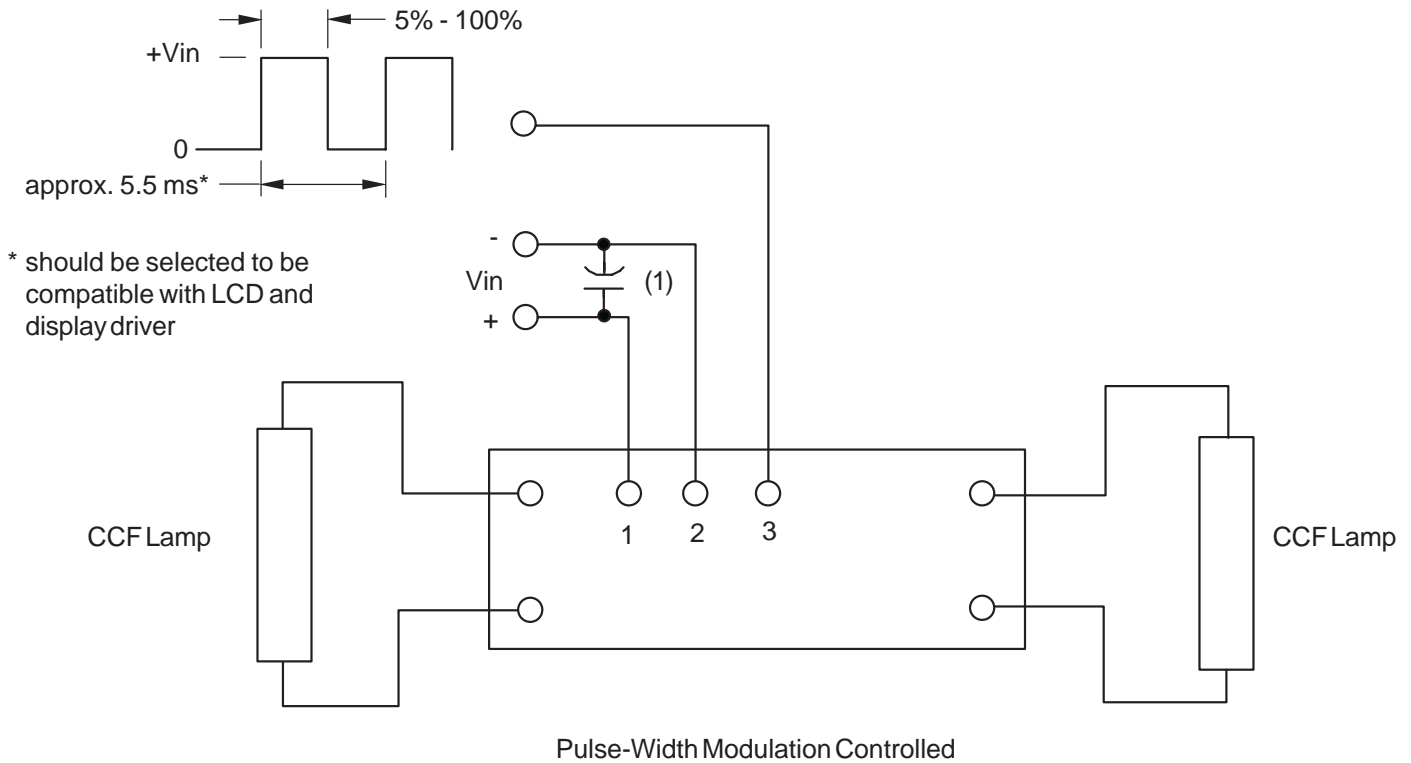 5% - 100%
+Vin
0
approx. 5.5 ms*
* should be selected to be
compatible with LCD and
display driver
-
Vin
+
(1)
CCF Lamp
1 2 3
CCF Lamp
Pulse-Width Modulation Controlled